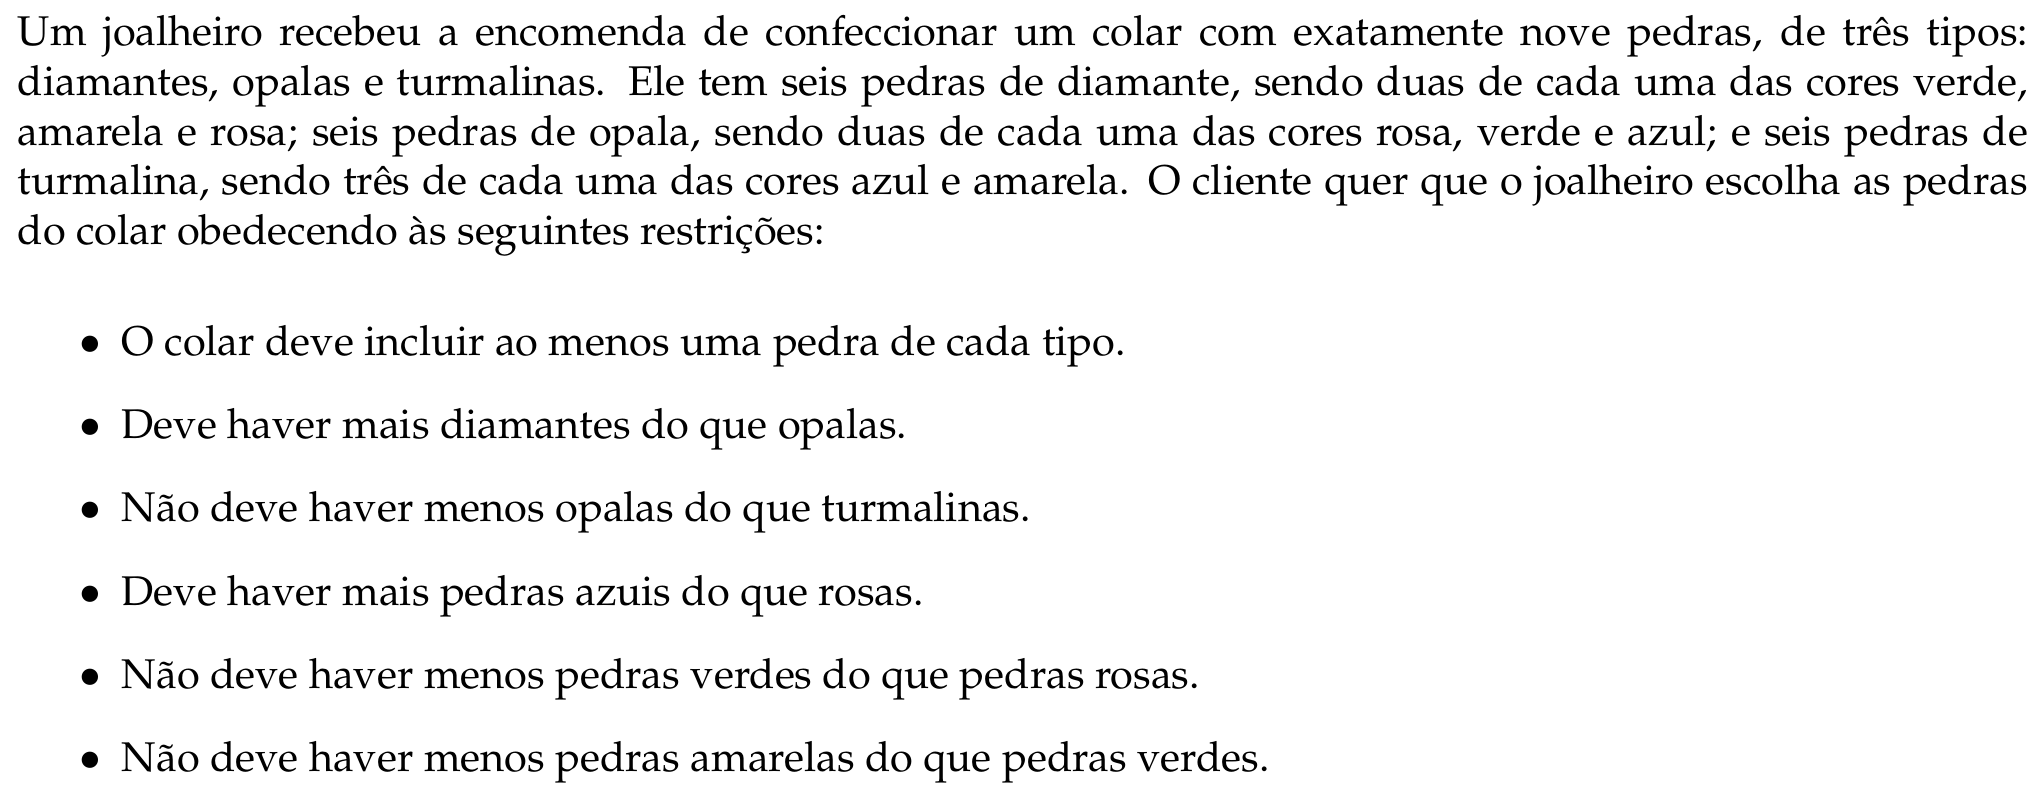 Um joalheiro recebeu a encomenda de confeccionar um colar com exatamente nove pedras, de três tipos:
diamantes, opalas e turmalinas. Ele tem seis pedras de diamante, sendo duas de cada uma das cores verde,
amarela e rosa; seis pedras de opala, sendo duas de cada uma das cores rosa, verde e azul; e seis pedras de
turmalina, sendo três de cada uma das cores azul e amarela. O cliente quer que o joalheiro escolha as pedras
do colar obedecendo às seguintes restrições:
• O colar deve incluir ao menos uma pedra de cada tipo.
• Deve haver mais diamantes do que opalas.
• Não deve haver menos opalas do que turmalinas.
• Deve haver mais pedras azuis do que rosas.
• Não deve haver menos pedras verdes do que pedras rosas.
• Não deve haver menos pedras amarelas do que pedras verdes.